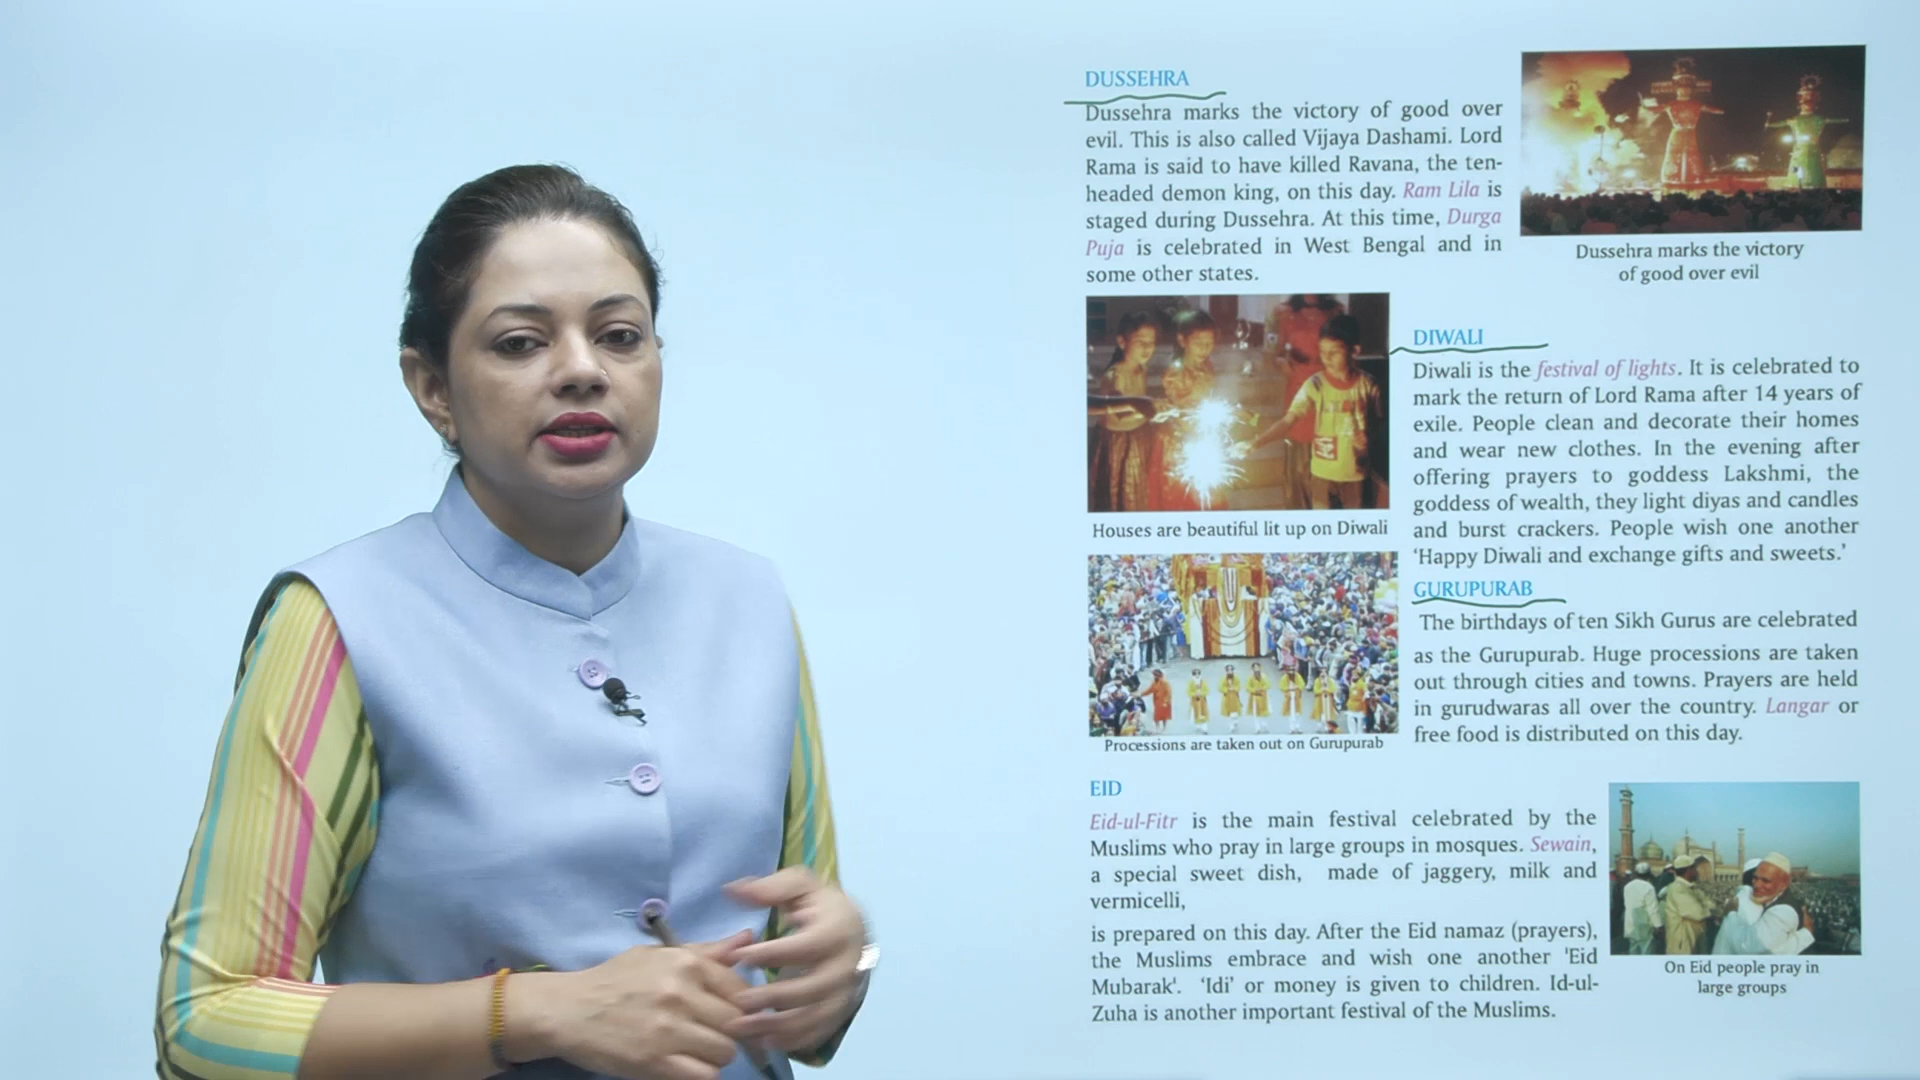 DUSSEHRA
Dussehra marks the victory of good over
evil. This is also called Vijaya Dashami. Lord
Rama is said to have killed Ravana, the ten-
headed demon king, on this day. Ram Lila is
staged during Dussehra. At this time, Durga
Puja is celebrated in West Bengal and in
some other states.
Dussehra marks the victory
of good over evil
DIWALI
Diwali is the festival of lights. It is celebrated to
mark the return of Lord Rama after 14 years of
exile. People clean and decorate their homes
and wear new clothes. In the evening after
offering prayers to goddess Lakshmi, the
goddess of wealth, they light diyas and candles
and burst crackers. People wish one another
‘Happy Diwali and exchange gifts and sweets.’
Houses are beautiful lit up on Diwali
GURUPURAB
The birthdays of ten Sikh Gurus are celebrated
as the Gurupurab. Huge processions are taken
out through cities and towns. Prayers are held
in gurudwaras all over the country. Langar or
free food is distributed on this day.
Processions are taken out on Gurupurab
EID
Eid-ul-Fitr is the main festival celebrated by the
Muslims who pray in large groups in mosques. Sewain,
a special sweet dish, made of jaggery, milk and
vermicelli,
is prepared on this day. After the Eid namaz (prayers),
the Muslims embrace and wish one another 'Eid
Mubarak'. ‘Idi’ or money is given to children. Id-ul-
Zuha is another important festival of the Muslims.
On Eid people pray in
large groups